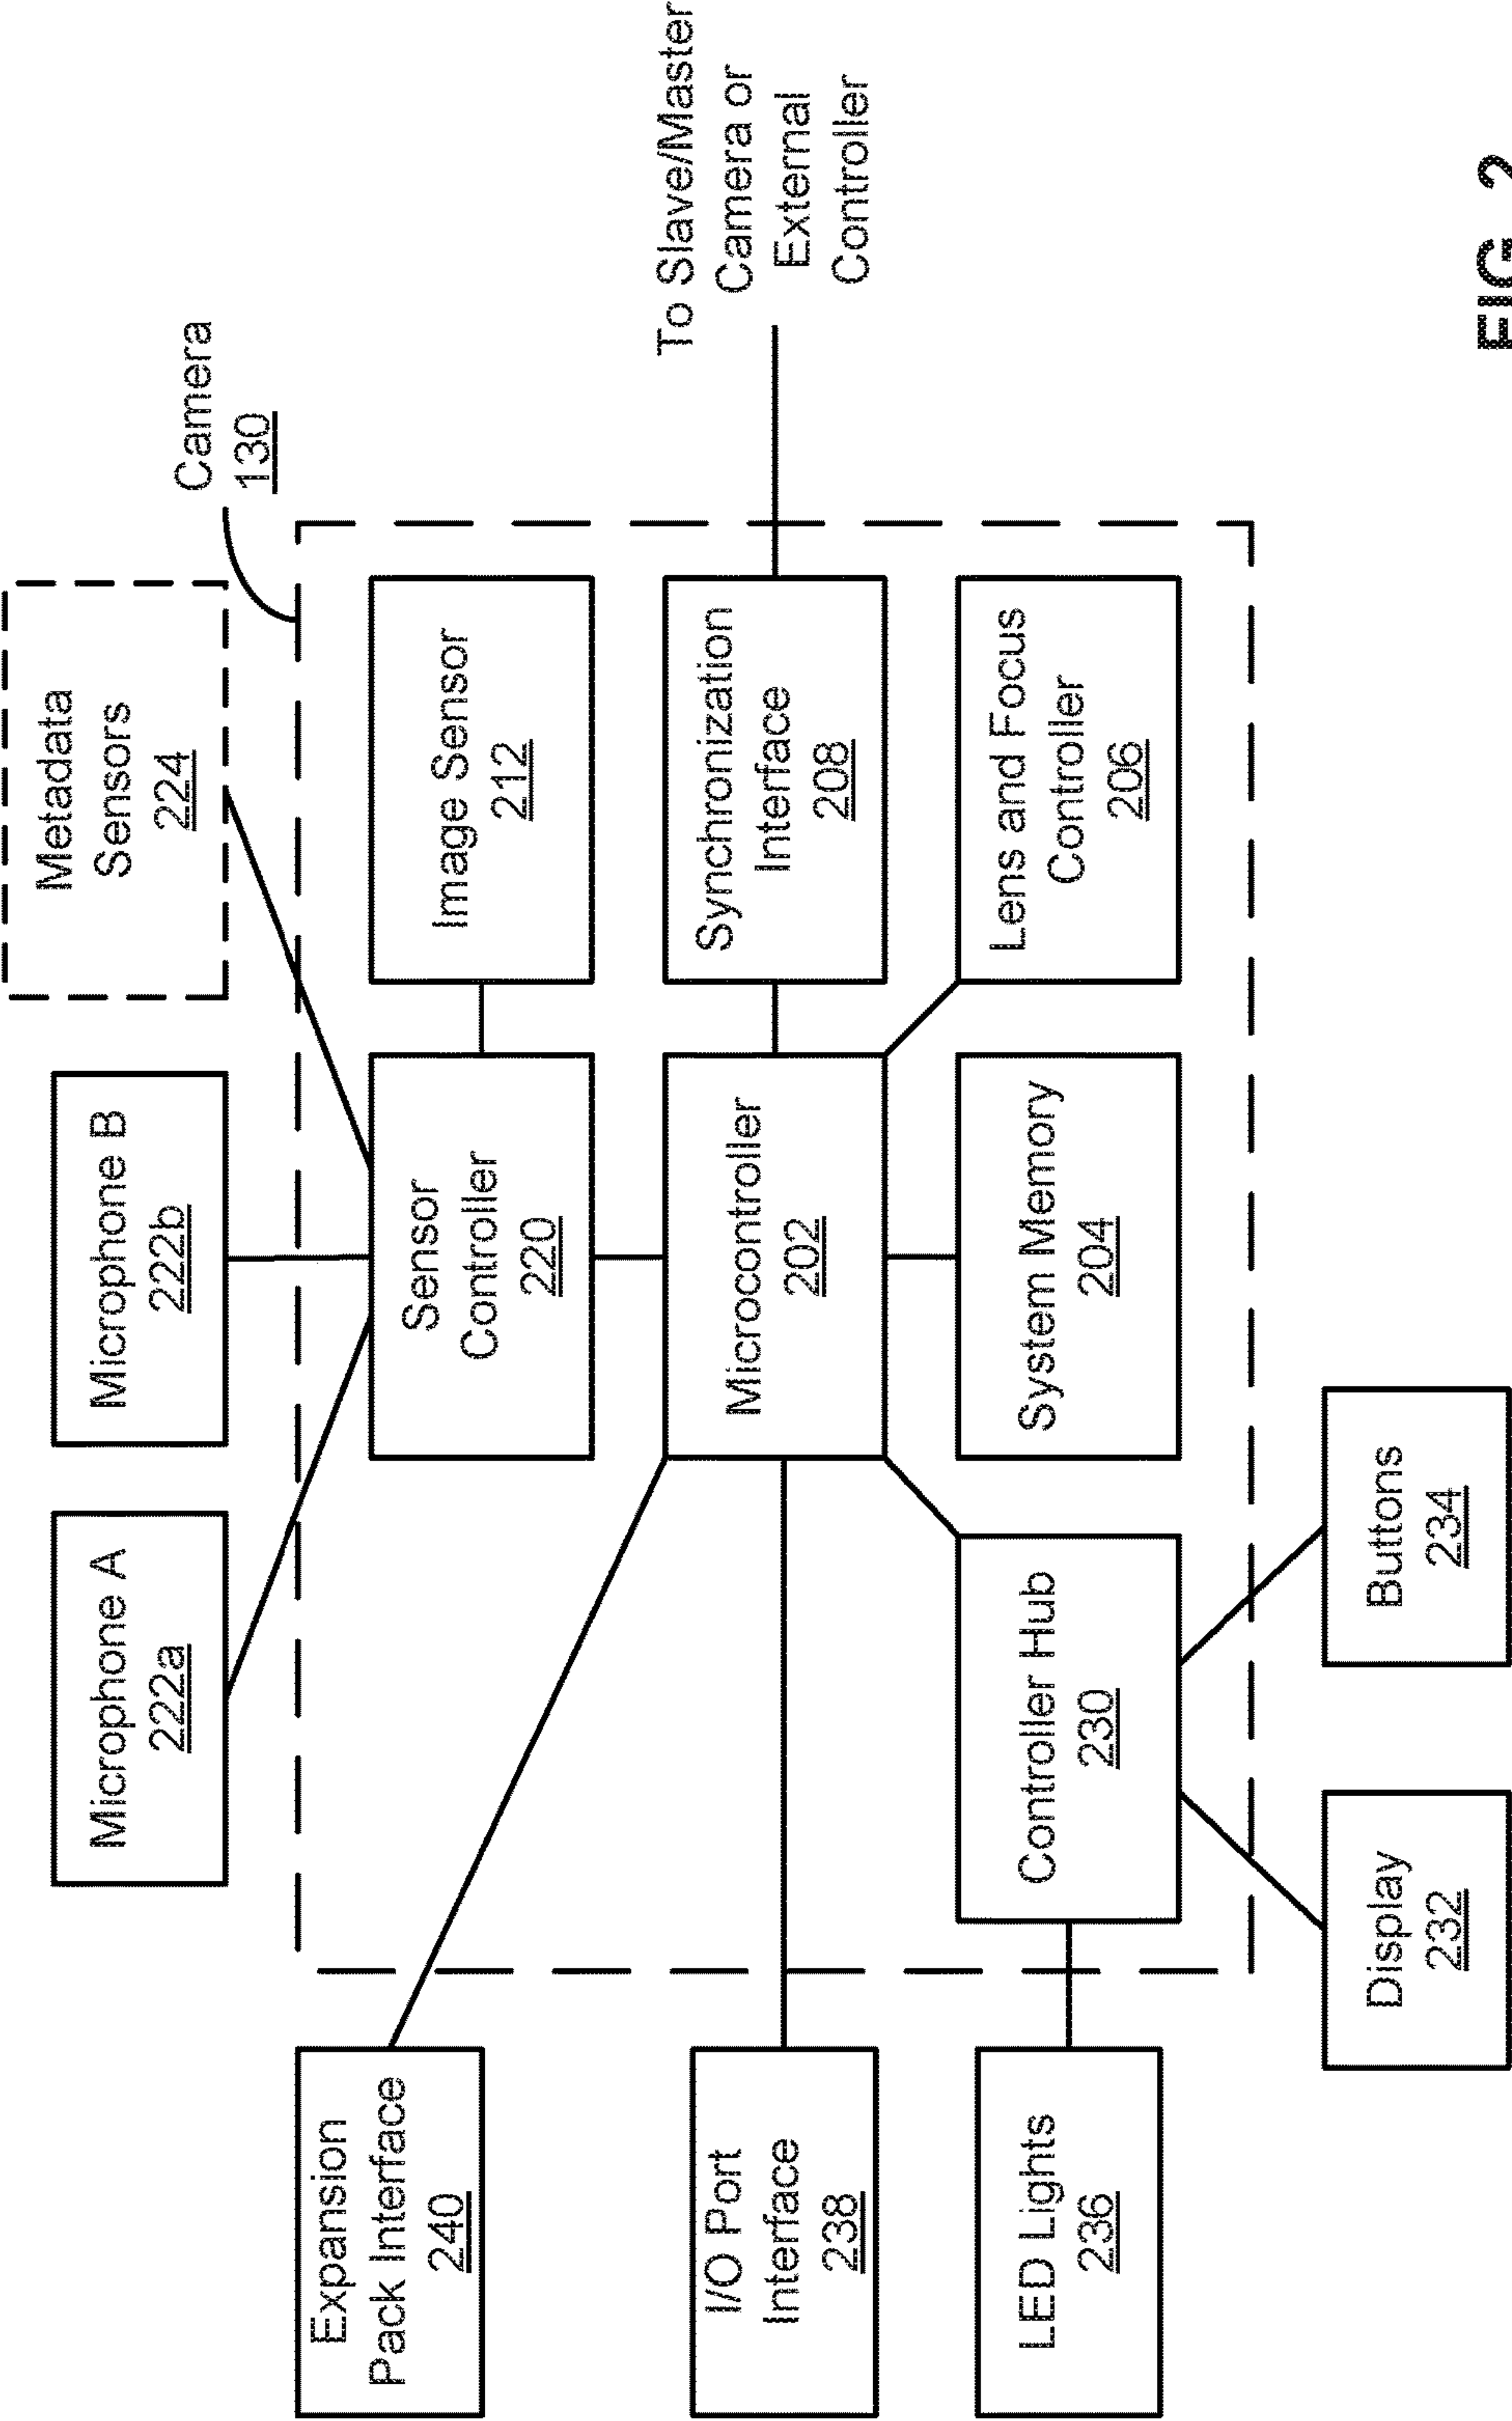 Camera
130
Metadata
Sensors
224
Microphone B
222b
Microphone A
222a
Expansion
Pack Interface
240
Sensor
Controller
220
Image Sensor
212
To Slave/Master
Camera or
External
Controller
I/O Port
Interface
238
Microcontroller
202
Synchronization
Interface
208
LED Lights
236
Controller Hub
230
System Memory
204
Lens and Focus
Controller
206
Display
232
Buttons
234
FIG. 2